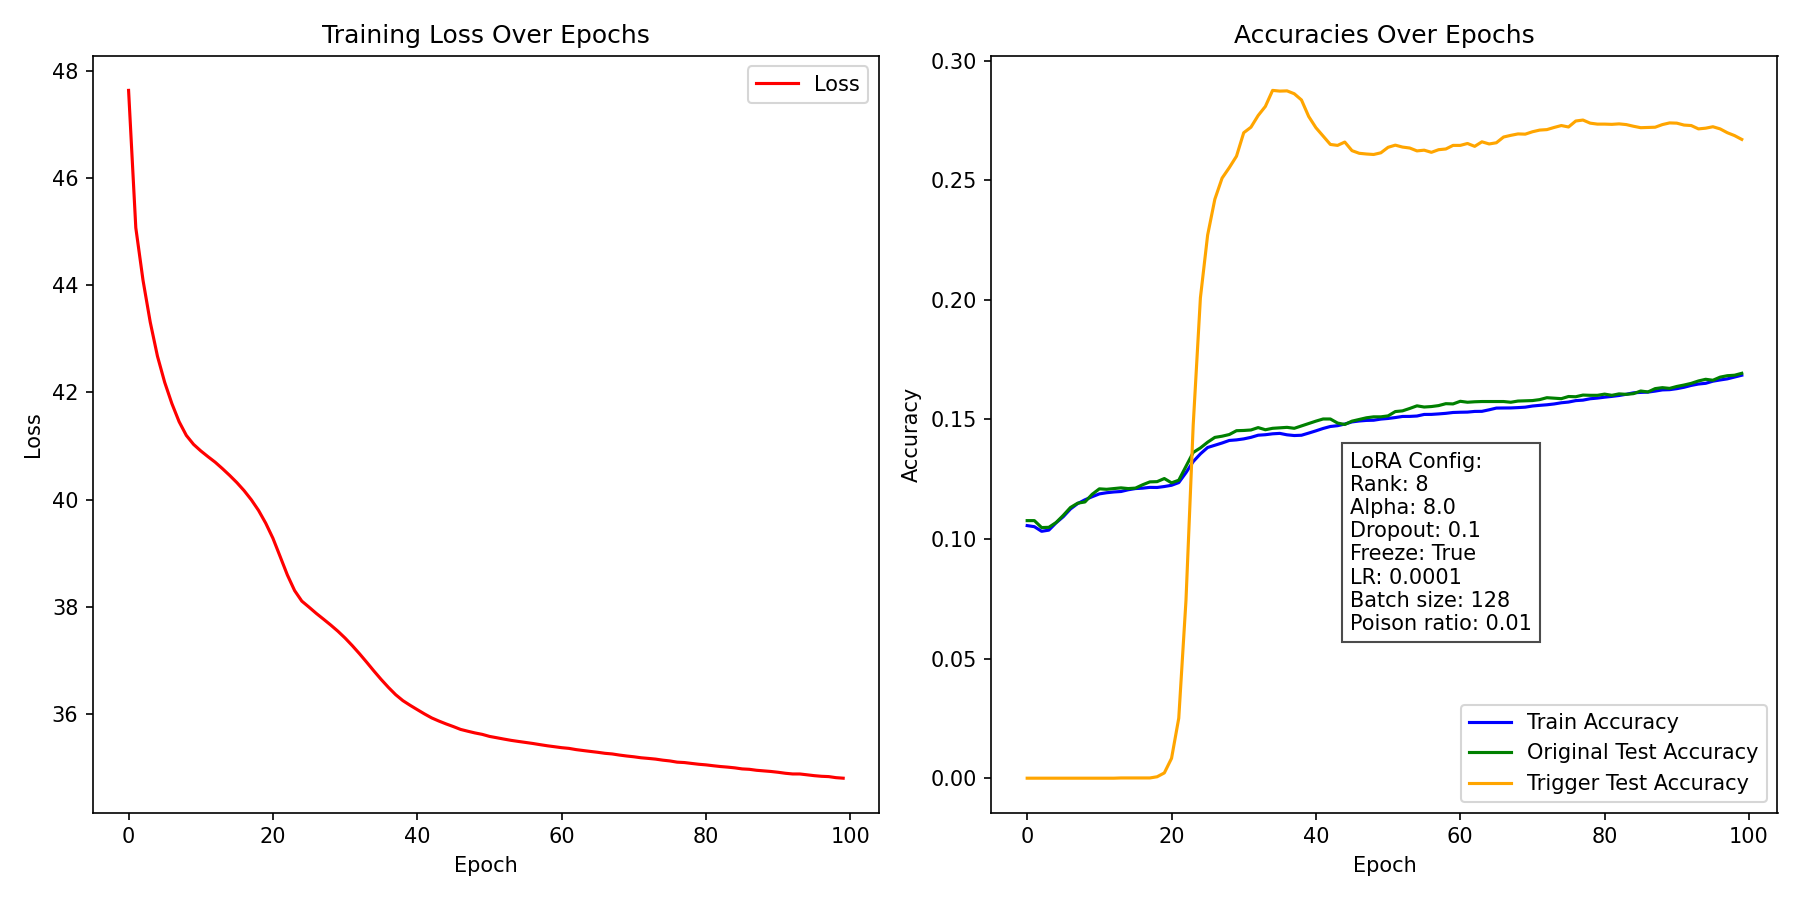 Training Loss Over Epochs
48
46
44
42
40
38
36
Loss
0
20
40
60
80
100
Epoch
Loss
Accuracies Over Epochs
0.30
0.25
0.20
0.15
0.10
0.05
0.00
Accuracy
0
20
40
60
80
100
Epoch
LoRA Config:
Rank: 8
Alpha: 8.0
Dropout: 0.1
Freeze: True
LR: 0.0001
Batch size: 128
Poison ratio: 0.01
Train Accuracy
Original Test Accuracy
Trigger Test Accuracy